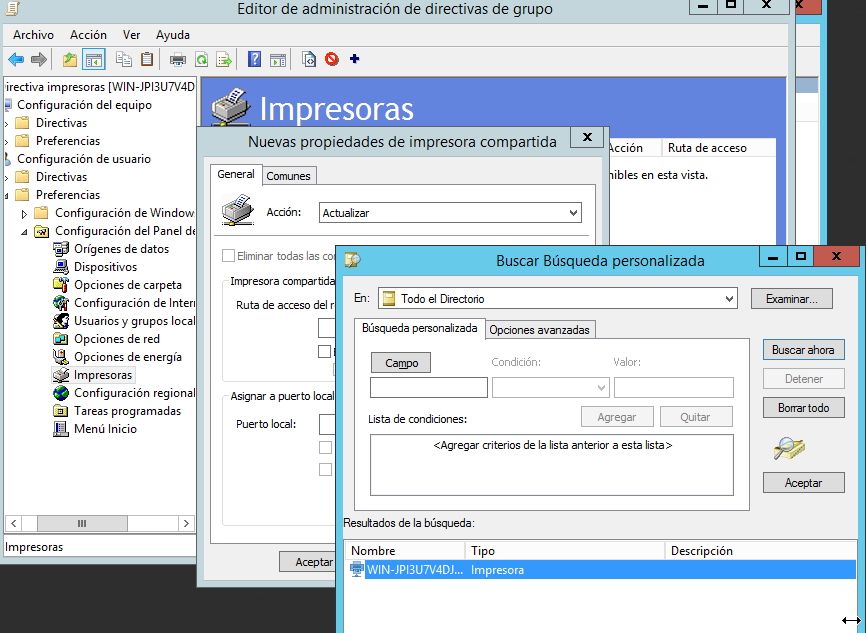 Editor de administración de directivas de grupo
Archivo Acción Ver Ayuda
Directiva impresoras [WIN-JPI3U7V4D
Configuración del equipo
Directivas
Preferencias
Configuración de usuario
Directivas
Preferencias
Configuración de Window
Configuración del Panel de
Orígenes de datos
Dispositivos
Opciones de carpeta
Configuración de Inter
Usuarios y grupos local
Opciones de red
Opciones de energía
Impresoras
Configuración regional
Tareas programadas
Menú Inicio
Impresoras
Impresoras
Acción Ruta de acceso
nibles en esta vista.
Nuevas propiedades de impresora compartida
General Comunes
Acción: Actualizar
Eliminar todas las co
Impresora compartida
Ruta de acceso del r
Asignar a puerto local
Puerto local:
Aceptar
Buscar Búsqueda personalizada
En: Todo el Directorio Examinar...
Búsqueda personalizada Opciones avanzadas
Campo Condición: Valor:
Buscar ahora
Detener
Borrar todo
Lista de condiciones: Agregar Quitar
<Agregar criterios de la lista anterior a esta lista>
Aceptar
Resultados de la búsqueda:
Nombre Tipo Descripción
WIN-JPI3U7V4DJ... Impresora